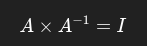 A × A⁻¹ = I